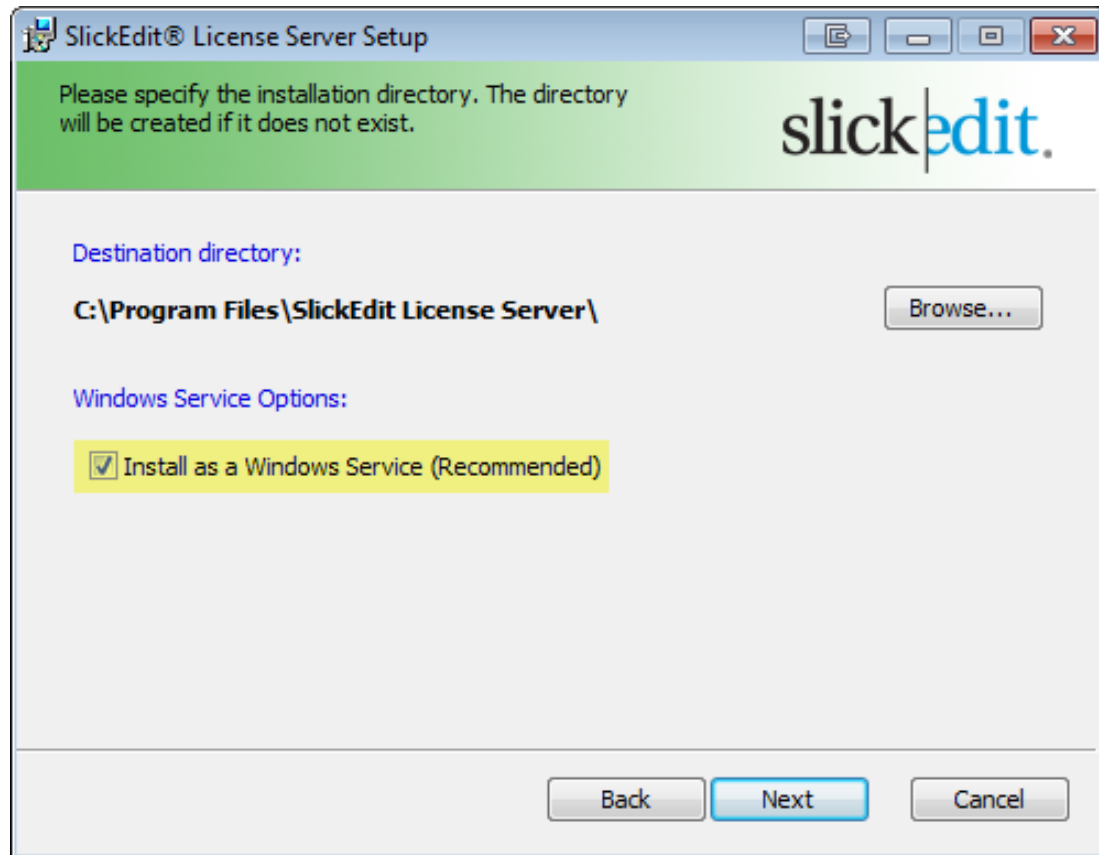 SlickEdit® License Server Setup
Please specify the installation directory. The directory
will be created if it does not exist.
slickedit.
Destination directory:
C:\Program Files\SlickEdit License Server\
Browse...
Windows Service Options:
Install as a Windows Service (Recommended)
Back
Next
Cancel